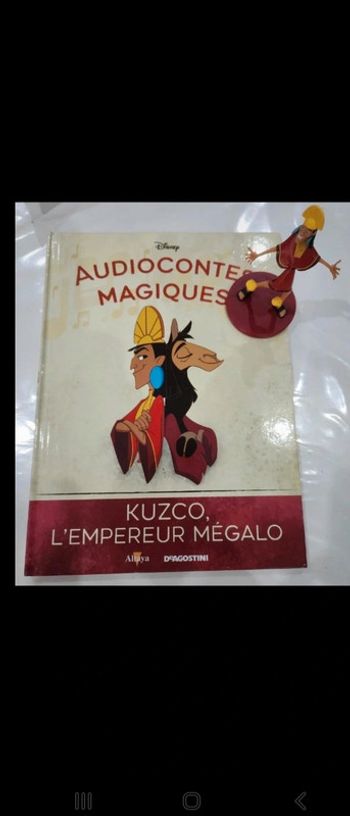 Disney
AUDIOCONTES
MAGIQUES
KUZCO,
L'EMPEREUR MÉGALO
Altaya DeAGOSTINI